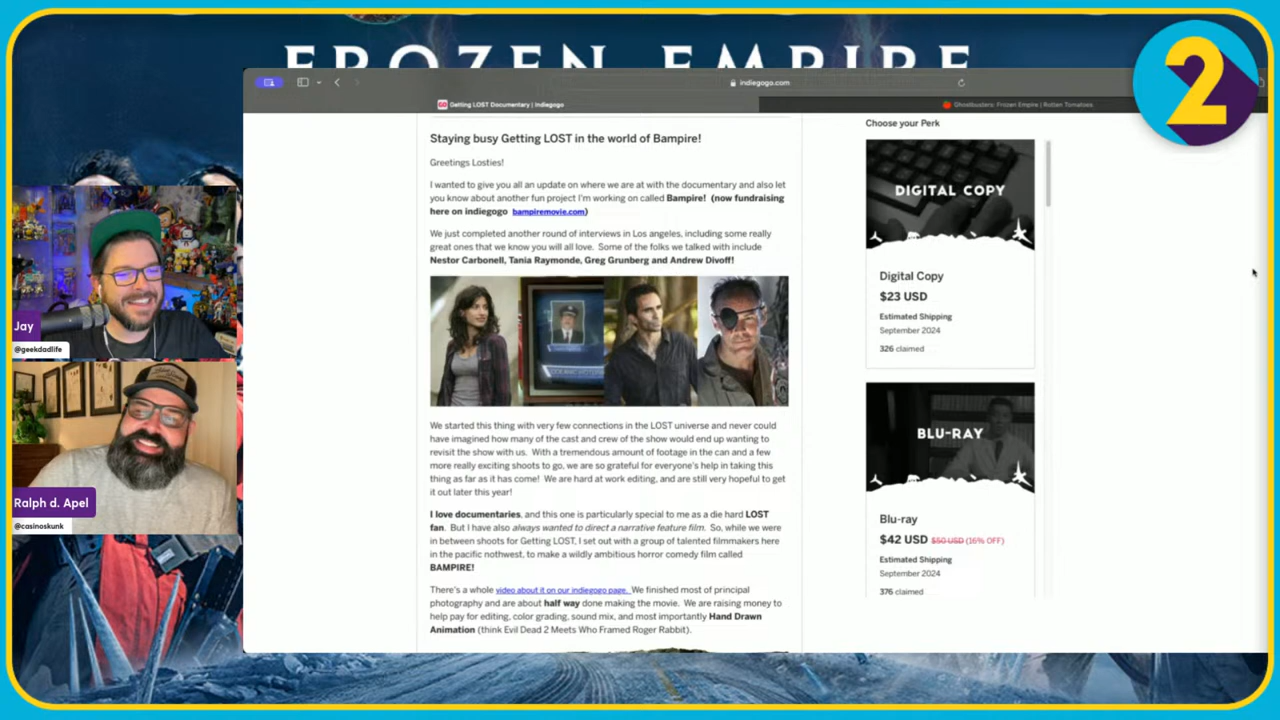 FROZEN EMPIRE
2
indiegogo.com
GO Getting LOST Documentary | Indiegogo
Ghostbusters: Frozen Empire | Rotten Tomatoes
Staying busy Getting LOST in the world of Bampire!
Greetings Losties!
I wanted to give you all an update on where we are at with the documentary and also let
you know about another fun project I'm working on called Bampire! (now fundraising
here on indiegogo bampiremovie.com)
We just completed another round of interviews in Los angeles, including some really
great ones that we know you will all love. Some of the folks we talked with include
Nestor Carbonell, Tania Raymonde, Greg Grunberg and Andrew Divoff!
We started this thing with very few connections in the LOST universe and never could
have imagined how many of the cast and crew of the show would end up wanting to
revisit the show with us. With a tremendous amount of footage in the can and a few
more really exciting shoots to go, we are so grateful for everyone's help in taking this
thing as far as it has come! We are hard at work editing, and are still very hopeful to get
it out later this year!
I love documentaries, and this one is particularly special to me as a die hard LOST
fan. But I have also always wanted to direct a narrative feature film. So, while we were
in between shoots for Getting LOST, I set out with a group of talented filmmakers here
in the pacific nothwest, to make a wildly ambitious horror comedy film called
BAMPIRE!
There's a whole video about it on our indiegogo page. We finished most of principal
photography and are about half way done making the movie. We are raising money to
help pay for editing, color grading, sound mix, and most importantly Hand Drawn
Animation (think Evil Dead 2 Meets Who Framed Roger Rabbit).
Choose your Perk
DIGITAL COPY
Digital Copy
$23 USD
Estimated Shipping
September 2024
326 claimed
BLU-RAY
Blu-ray
$42 USD $50 USD (16% OFF)
Estimated Shipping
September 2024
376 claimed
Jay
@geekdadlife
Ralph d. Apel
@casinoskunk